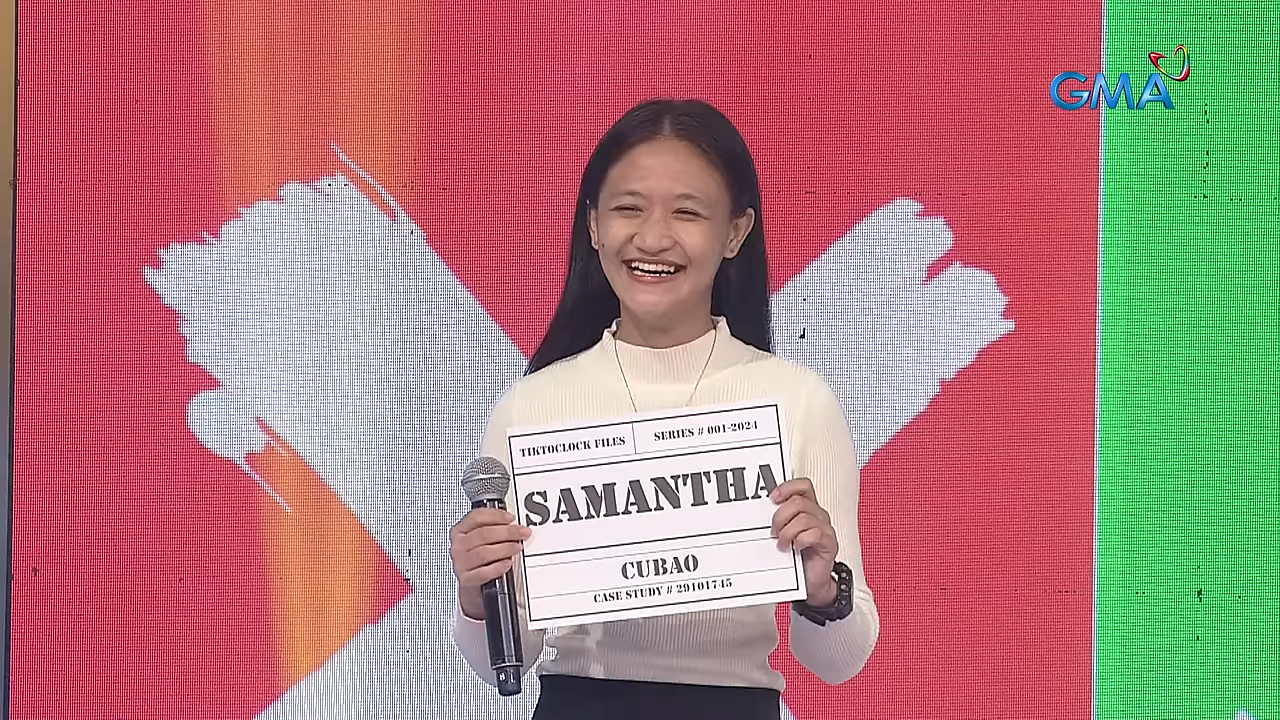 GMA
TIKTOCLOCK FILES
SERIES # 001-2024
SAMANTHA
CUBAO
CASE STUDY # 29101745